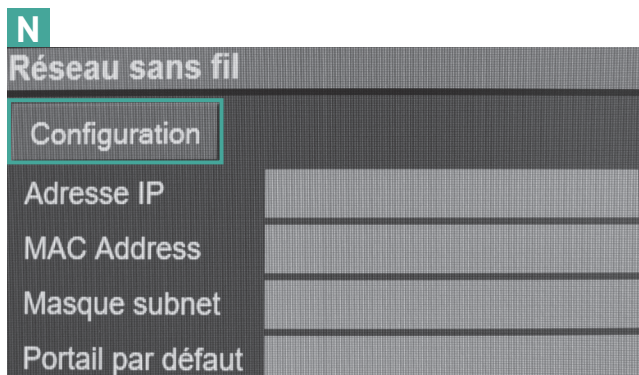 N
Réseau sans fil
Configuration
Adresse IP
MAC Address
Masque subnet
Portail par défaut